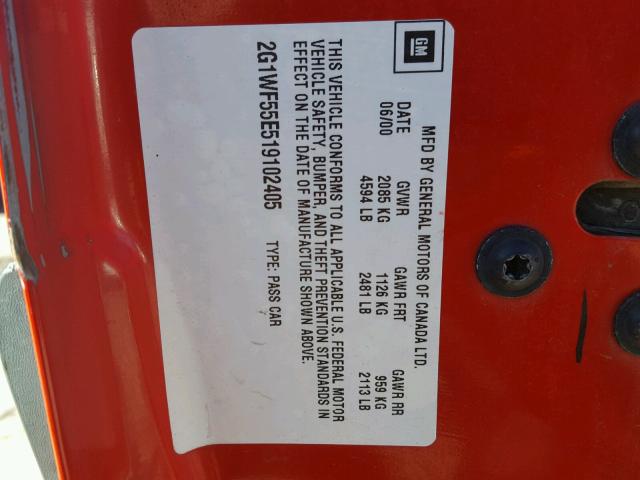 GM
MFD BY GENERAL MOTORS OF CANADA LTD.
DATE GVWR GAWR FRT GAWR RR
06/00 2085 KG 1126 KG 959 KG
4594 LB 2481 LB 2113 LB
THIS VEHICLE CONFORMS TO ALL APPLICABLE U.S. FEDERAL MOTOR
VEHICLE SAFETY, BUMPER, AND THEFT PREVENTION STANDARDS IN
EFFECT ON THE DATE OF MANUFACTURE SHOWN ABOVE.
2G1WF55E519102405 TYPE: PASS CAR